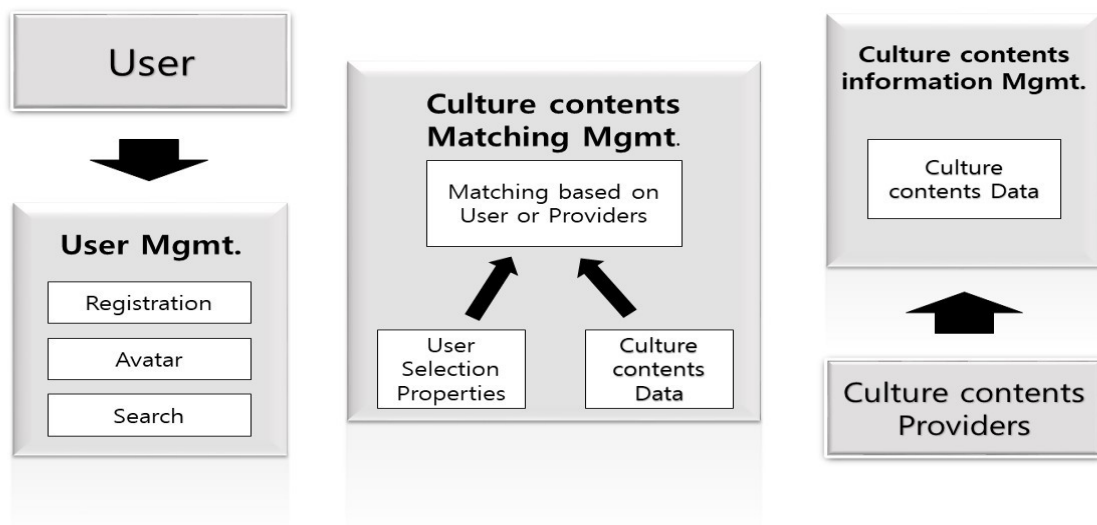 User
User Mgmt.
Registration
Avatar
Search
Culture contents
Matching Mgmt.
Matching based on
User or Providers
User
Selection
Properties
Culture
contents
Data
Culture contents
information Mgmt.
Culture
contents Data
Culture contents
Providers